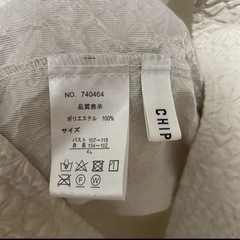 NO. 740464
品質表示
ポリエステル 100%
サイズ
バスト 107~115
身長 154~162
4L
CHIP